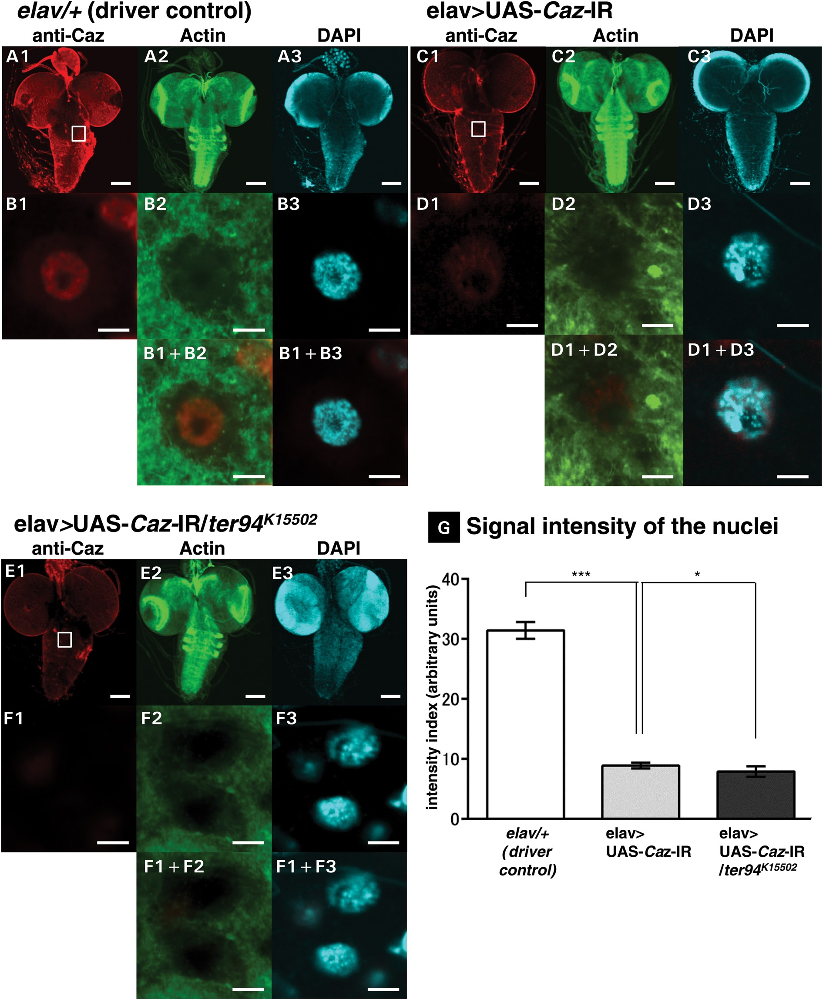 elav/+ (driver control)
anti-Caz Actin DAPI
A1 A2 A3
B1 B2 B3
B1 + B2 B1 + B3
elav>UAS-Caz-IR
anti-Caz Actin DAPI
C1 C2 C3
D1 D2 D3
D1 + D2 D1 + D3
elav>UAS-Caz-IR/ter94K15502
anti-Caz Actin DAPI
E1 E2 E3
F1 F2 F3
F1 + F2 F1 + F3
G Signal intensity of the nuclei
intensity index (arbitrary units)
40
30
20
10
0
*** *
elav/+
(driver
control)
elav>
UAS-Caz-IR
elav>
UAS-Caz-IR
/ter94K15502